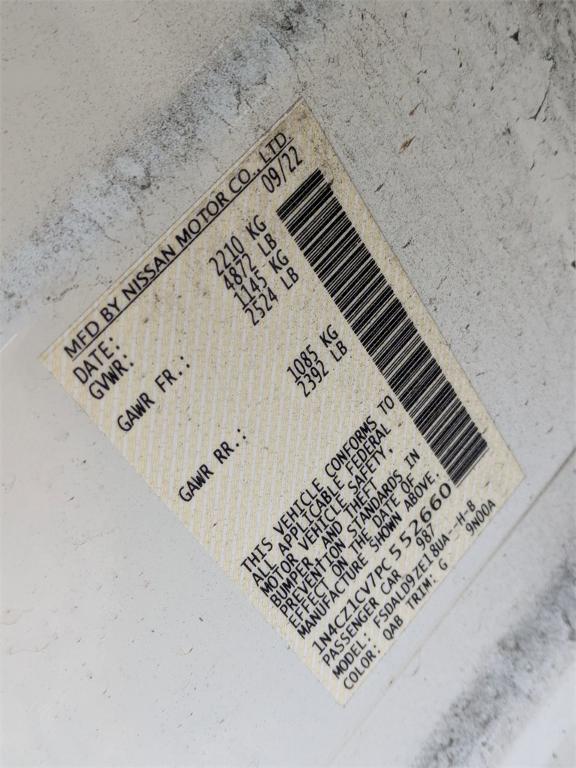 MFD BY NISSAN MOTOR CO., LTD.
DATE: 09/22
GVWR: 2210 KG
4872 LB
GAWR FR.: 1145 KG
2524 LB
GAWR RR.: 1085 KG
2392 LB
THIS VEHICLE CONFORMS TO
ALL APPLICABLE FEDERAL
MOTOR VEHICLE SAFETY,
BUMPER, AND THEFT
PREVENTION STANDARDS IN
EFFECT ON THE DATE OF
MANUFACTURE SHOWN ABOVE.
1N4CZ1CV7PC552660
PASSENGER CAR 987
MODEL: FSDALD9ZE18UA--H-B
COLOR: QAB TRIM: G 9N00A